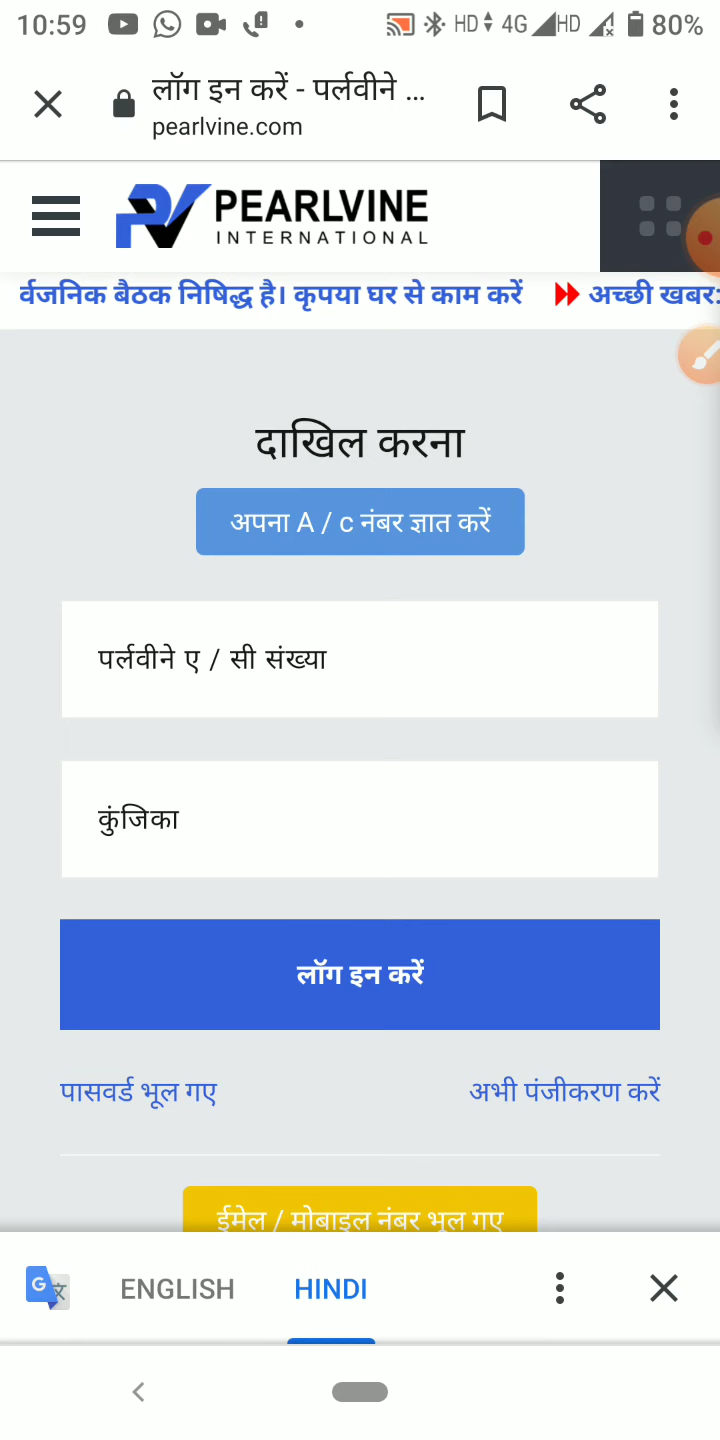 10:59 HD 4G HD 80%
लॉग इन करें - पर्लवीने ...
pearlvine.com
PEARLVINE
INTERNATIONAL
र्वजनिक बैठक निषिद्ध है। कृपया घर से काम करें अच्छी खबर:
दाखिल करना
अपना A / c नंबर ज्ञात करें
पर्लवीने ए / सी संख्या
कुंजिका
लॉग इन करें
पासवर्ड भूल गए अभी पंजीकरण करें
ईमेल / मोबाइल नंबर भूल गए
G 文 ENGLISH HINDI